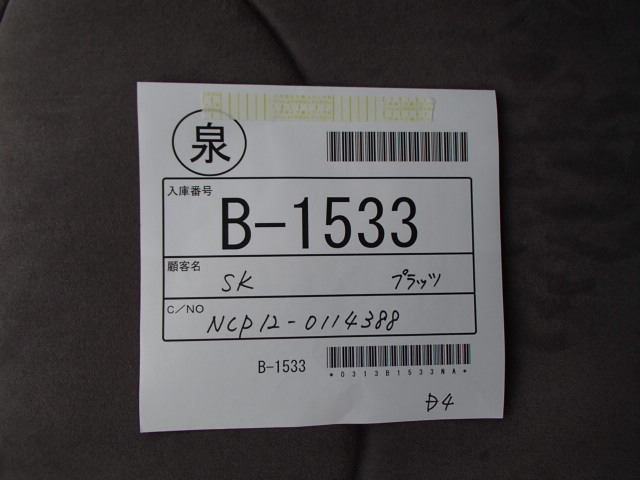 泉
入庫番号
B-1533
顧客名 SK プラッツ
C/NO NCP12-0114388
B-1533
*0313B1533NA*
D4